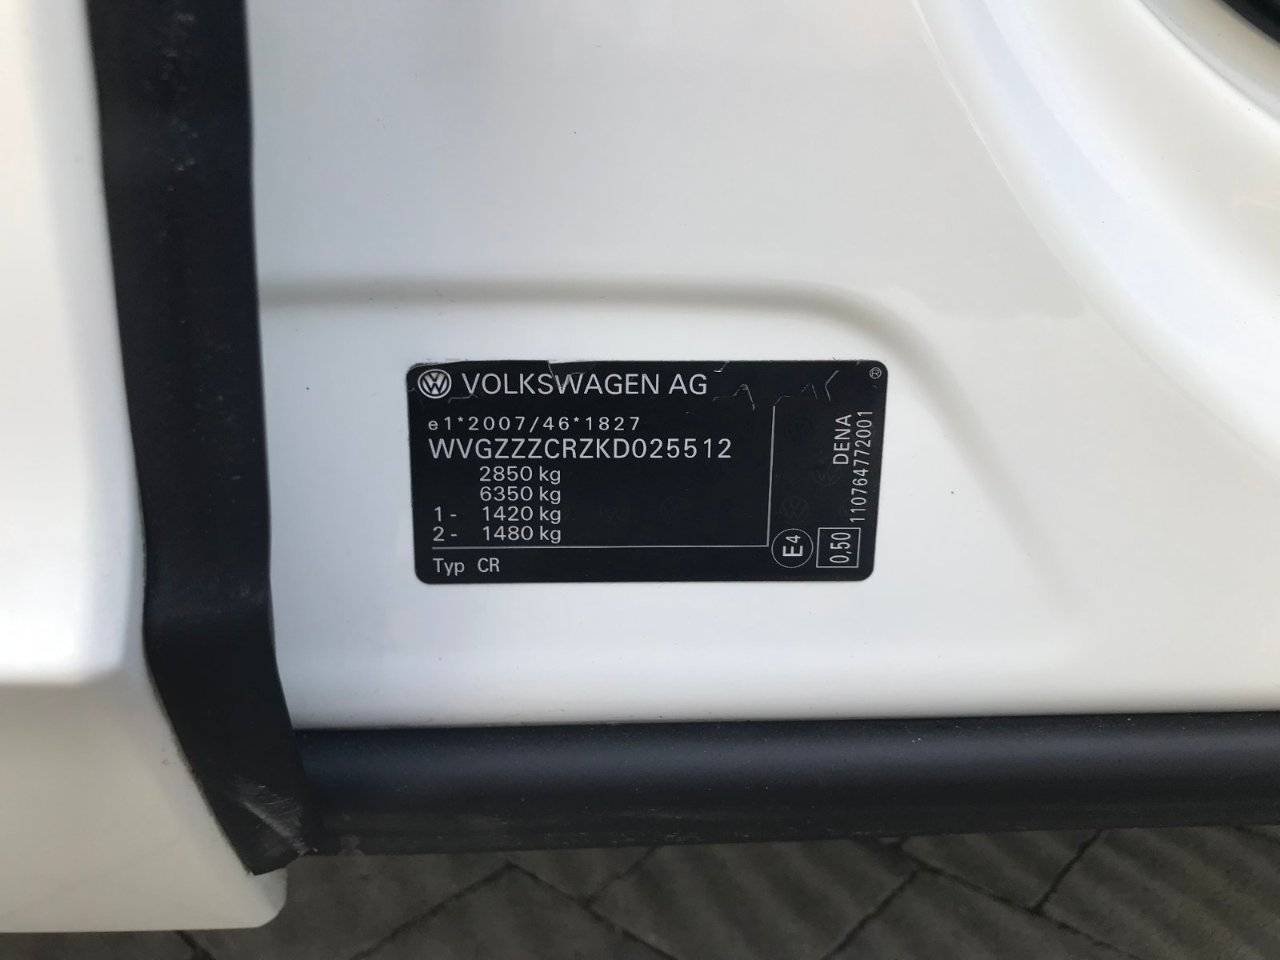 VOLKSWAGEN AG
e1*2007/46*1827
WVGZZZCRZKD025512
2850 kg
6350 kg
1- 1420 kg
2- 1480 kg
Typ CR
DENA
110764772001
E4
0,50
®